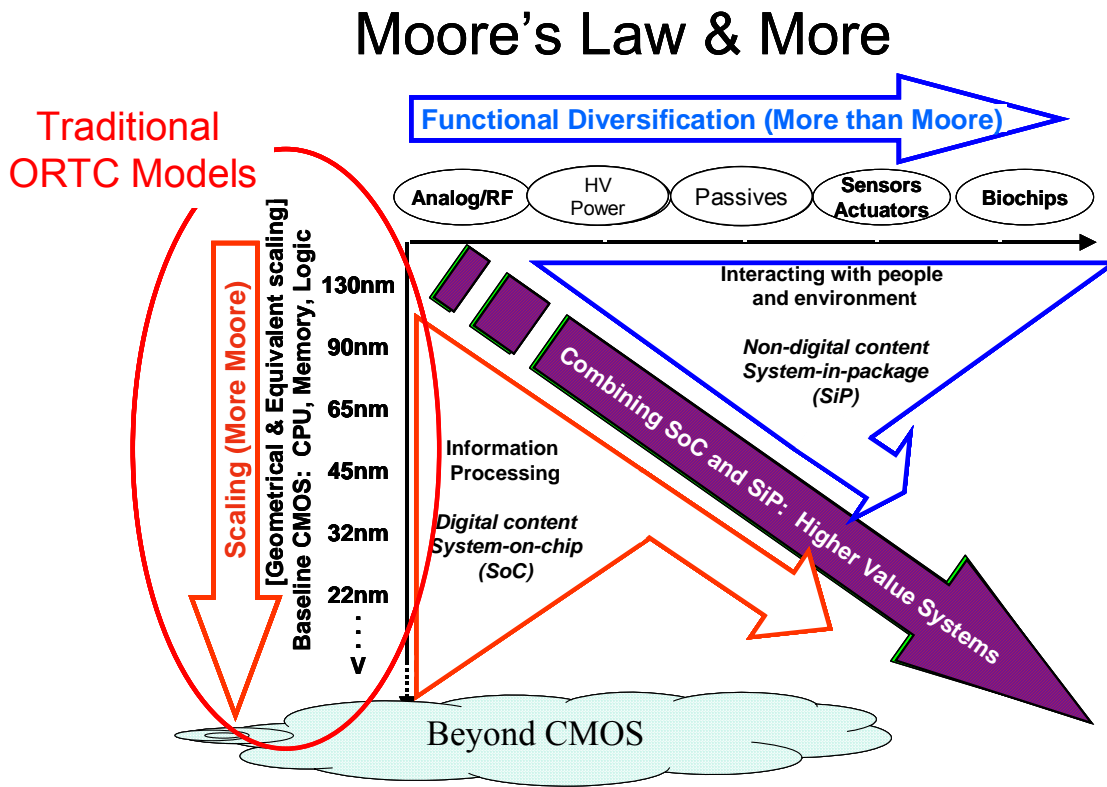 Moore's Law & More
Traditional
ORTC Models
Functional Diversification (More than Moore)
Analog/RF
HV
Power
Passives
Sensors
Actuators
Biochips
Scaling (More Moore)
[Geometrical & Equivalent scaling]
Baseline CMOS: CPU, Memory, Logic
130nm
90nm
65nm
45nm
32nm
22nm
V
Interacting with people
and environment
Non-digital content
System-in-package
(SiP)
Combining SoC and SiP: Higher Value Systems
Information
Processing
Digital content
System-on-chip
(SoC)
Beyond CMOS